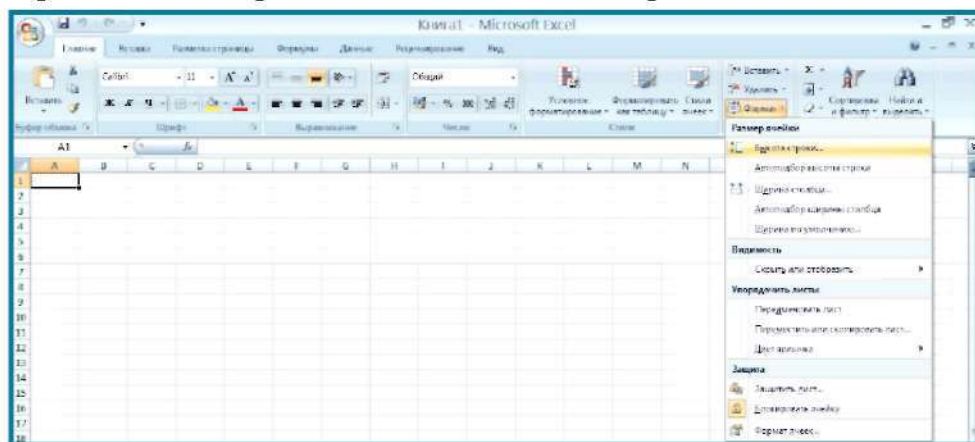 Книга1 - Microsoft Excel
Главная Вставка Разметка страницы Формулы Данные Рецензирование Вид
Вставить
Calibri 11
Ж К Ч
Общий
% 000
Условное форматирование
Форматировать как таблицу
Стили ячеек
Вставить
Удалить
Формат
Сортировка и фильтр
Найти и выделить
Буфер обмена Шрифт Выравнивание Число Стили
Размер ячейки
A1 fx
Высота строки...
Автоподбор высоты строки
Ширина столбца...
Автоподбор ширины столбца
Ширина по умолчанию...
Видимость
Скрыть или отобразить
Упорядочить листы
Переименовать лист
Переместить или скопировать лист...
Цвет ярлычка
Защита
Защитить лист...
Блокировать ячейку
Формат ячеек...
A B C D E F G H I J K L M N
1
2
3
4
5
6
7
8
9
10
11
12
13
14
15
16
17
18